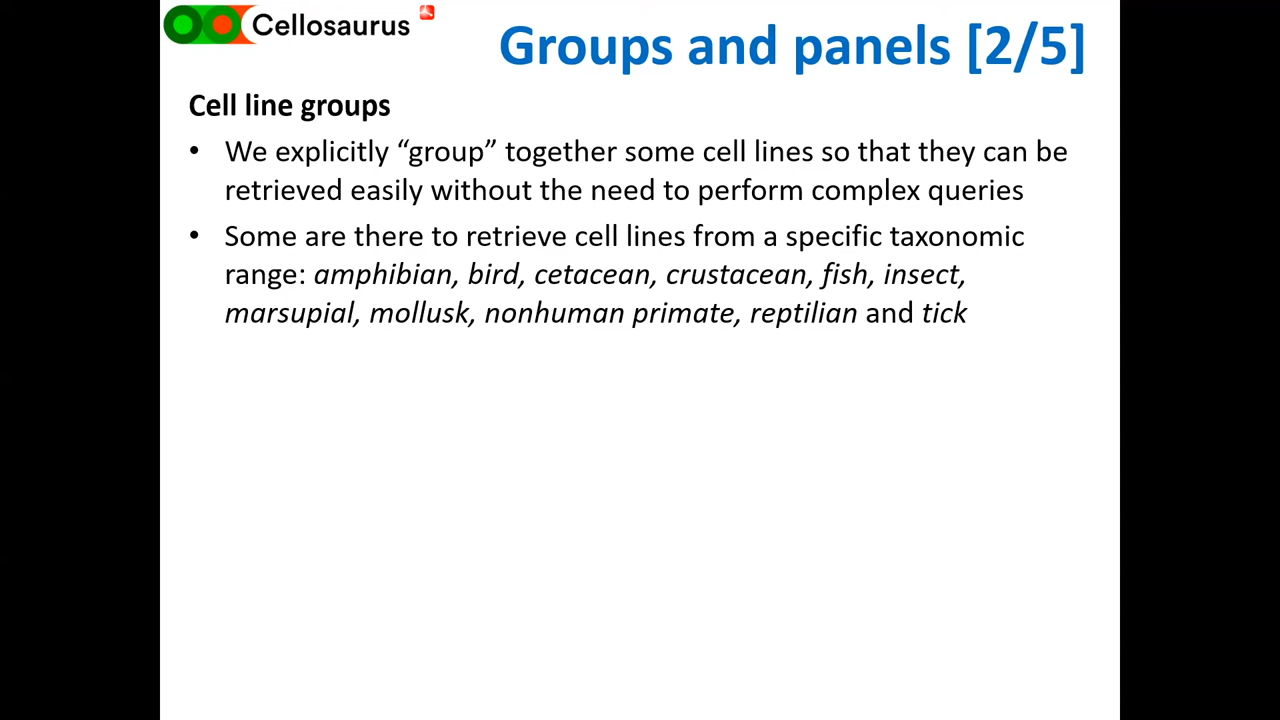 Cellosaurus
Groups and panels [2/5]
Cell line groups
• We explicitly “group” together some cell lines so that they can be
retrieved easily without the need to perform complex queries
• Some are there to retrieve cell lines from a specific taxonomic
range: amphibian, bird, cetacean, crustacean, fish, insect,
marsupial, mollusk, nonhuman primate, reptilian and tick